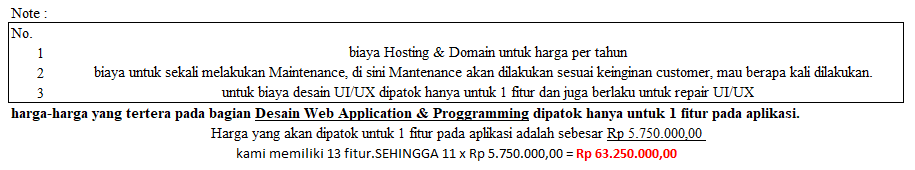 Note :
No.
1 biaya Hosting & Domain untuk harga per tahun
2 biaya untuk sekali melakukan Maintenance, di sini Mantenance akan dilakukan sesuai keinginan customer, mau berapa kali dilakukan.
3 untuk biaya desain UI/UX dipatok hanya untuk 1 fitur dan juga berlaku untuk repair UI/UX
harga-harga yang tertera pada bagian Desain Web Application & Proggramming dipatok hanya untuk 1 fitur pada aplikasi.
Harga yang akan dipatok untuk 1 fitur pada aplikasi adalah sebesar Rp 5.750.000,00
kami memiliki 13 fitur.SEHINGGA 11 x Rp 5.750.000,00 = Rp 63.250.000,00